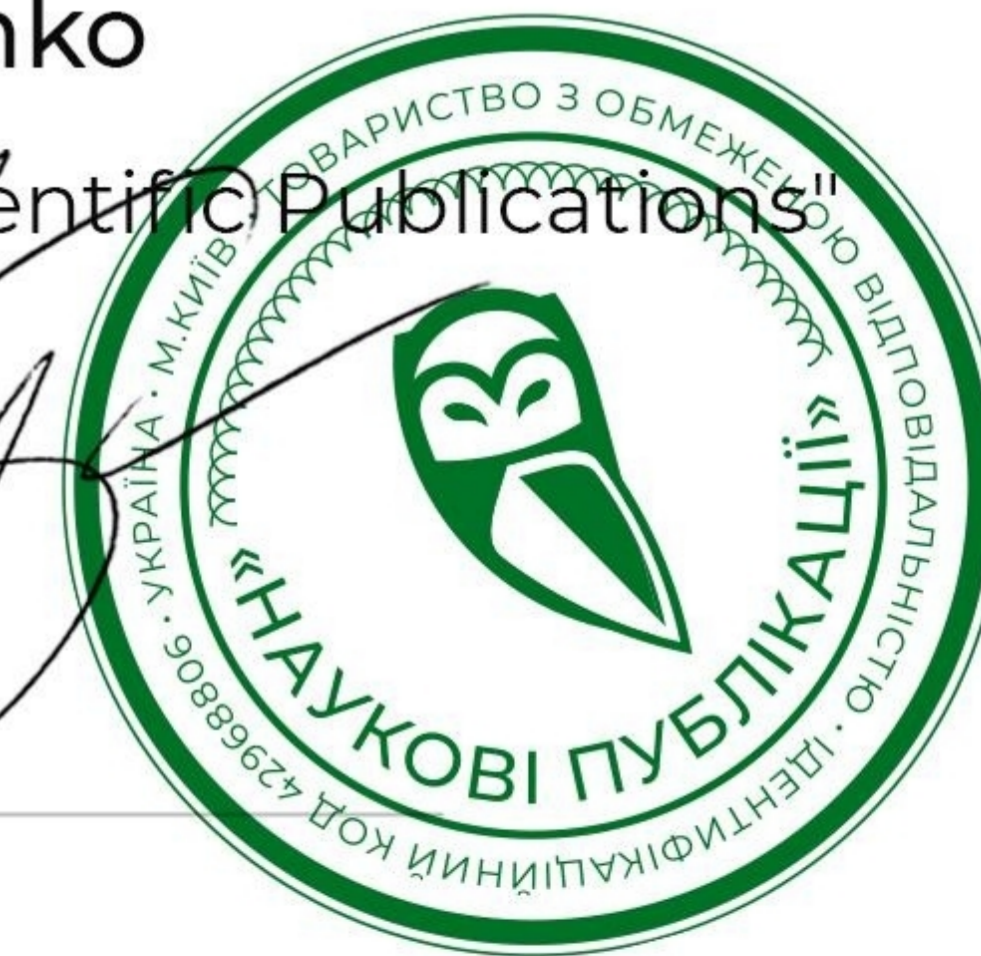 nko
entific Publications"
УКРАЇНА · М.КИЇВ · ТОВАРИСТВО З ОБМЕЖЕНОЮ ВІДПОВІДАЛЬНІСТЮ · ІДЕНТИФІКАЦІЙНИЙ КОД 42968806 ·
«НАУКОВІ ПУБЛІКАЦІЇ»